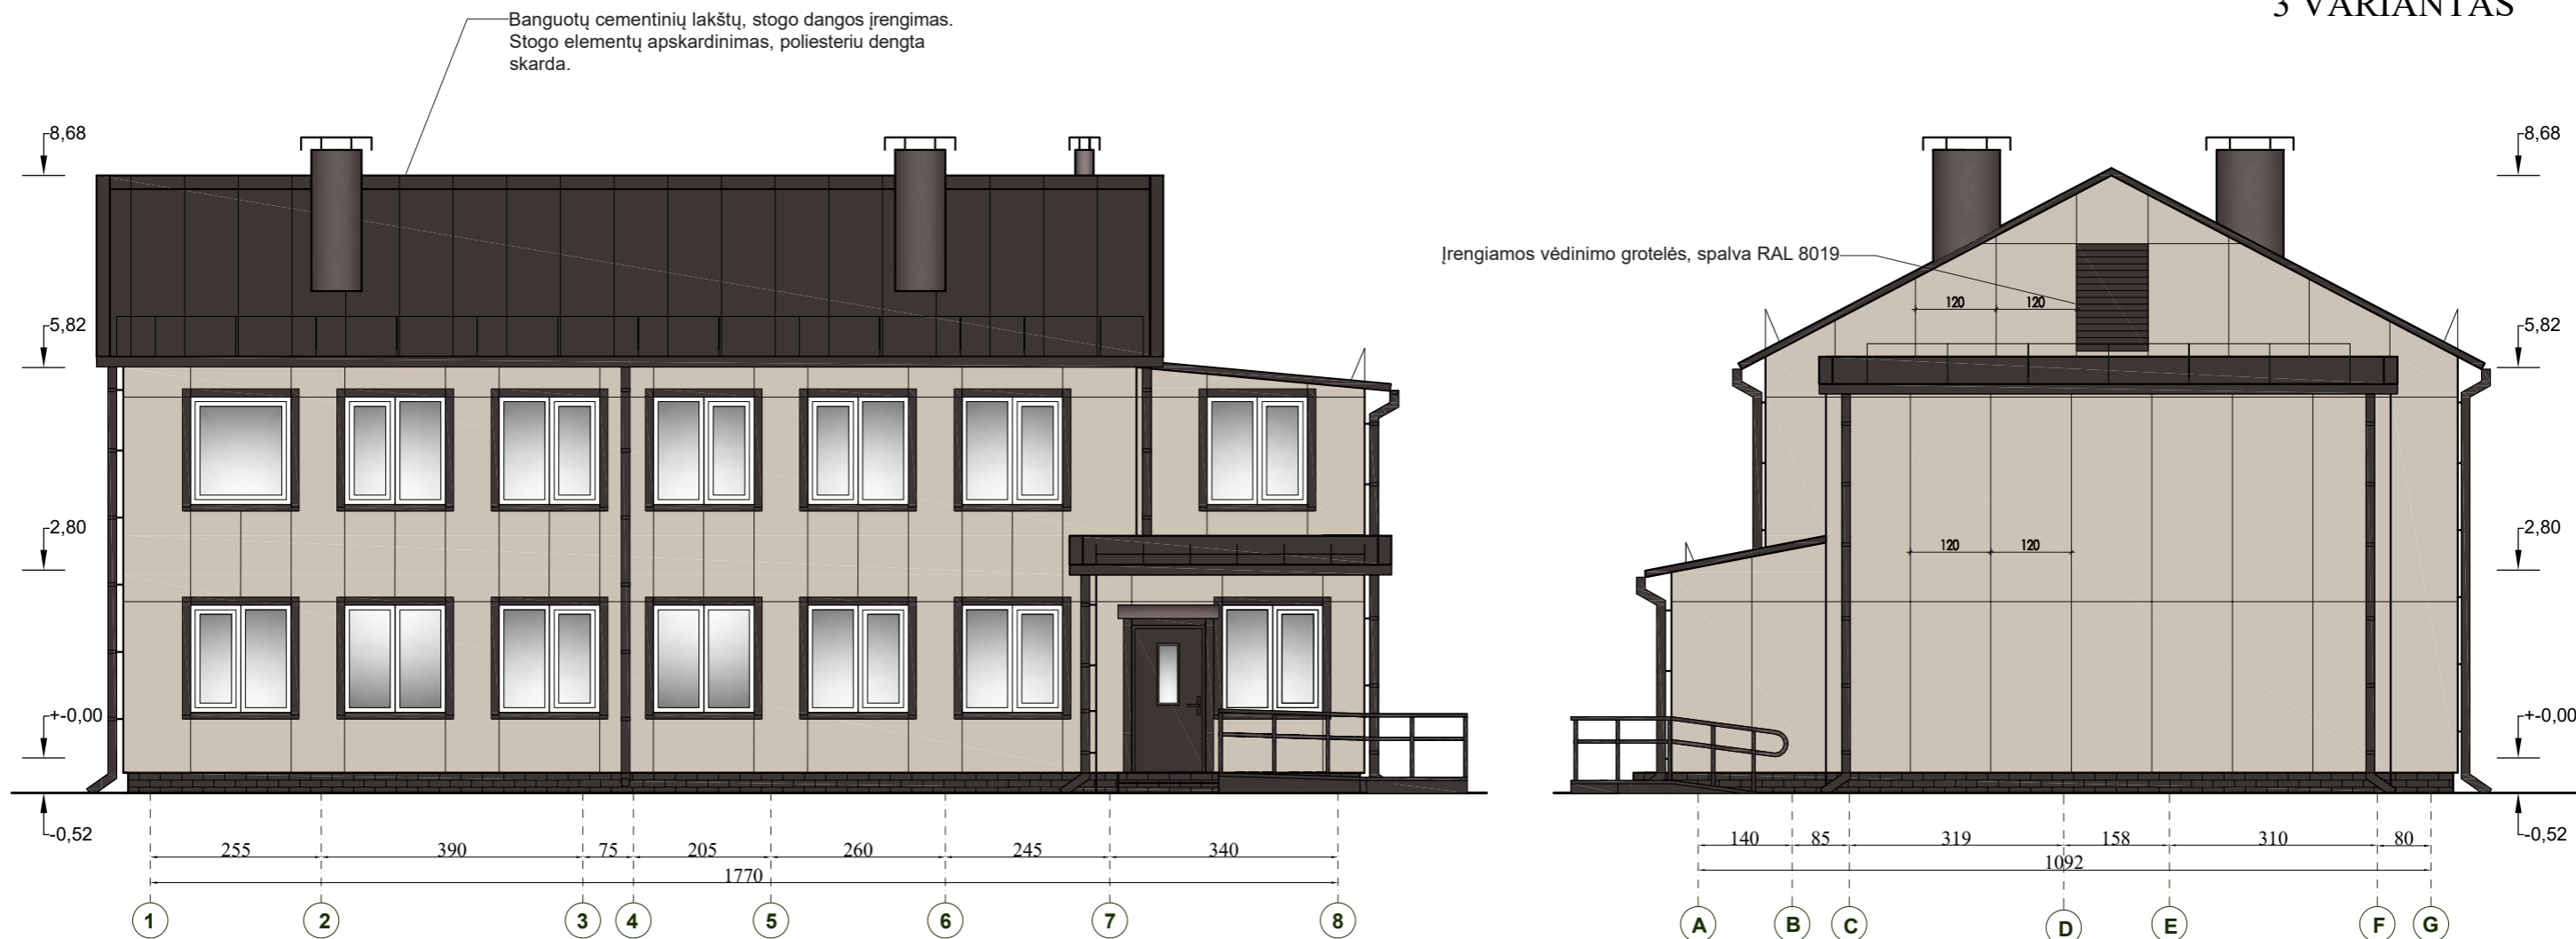 3 VARIANTAS
Banguotų cementinių lakštų, stogo dangos įrengimas.
Stogo elementų apskardinimas, poliesteriu dengta
skarda.
8,68
5,82
2,80
+-0,00
-0,52
255 390 75 205 260 245 340
1770
1 2 3 4 5 6 7 8
Įrengiamos vėdinimo grotelės, spalva RAL 8019
120 120
120 120
8,68
5,82
2,80
+-0,00
-0,52
140 85 319 158 310 80
1092
A B C D E F G